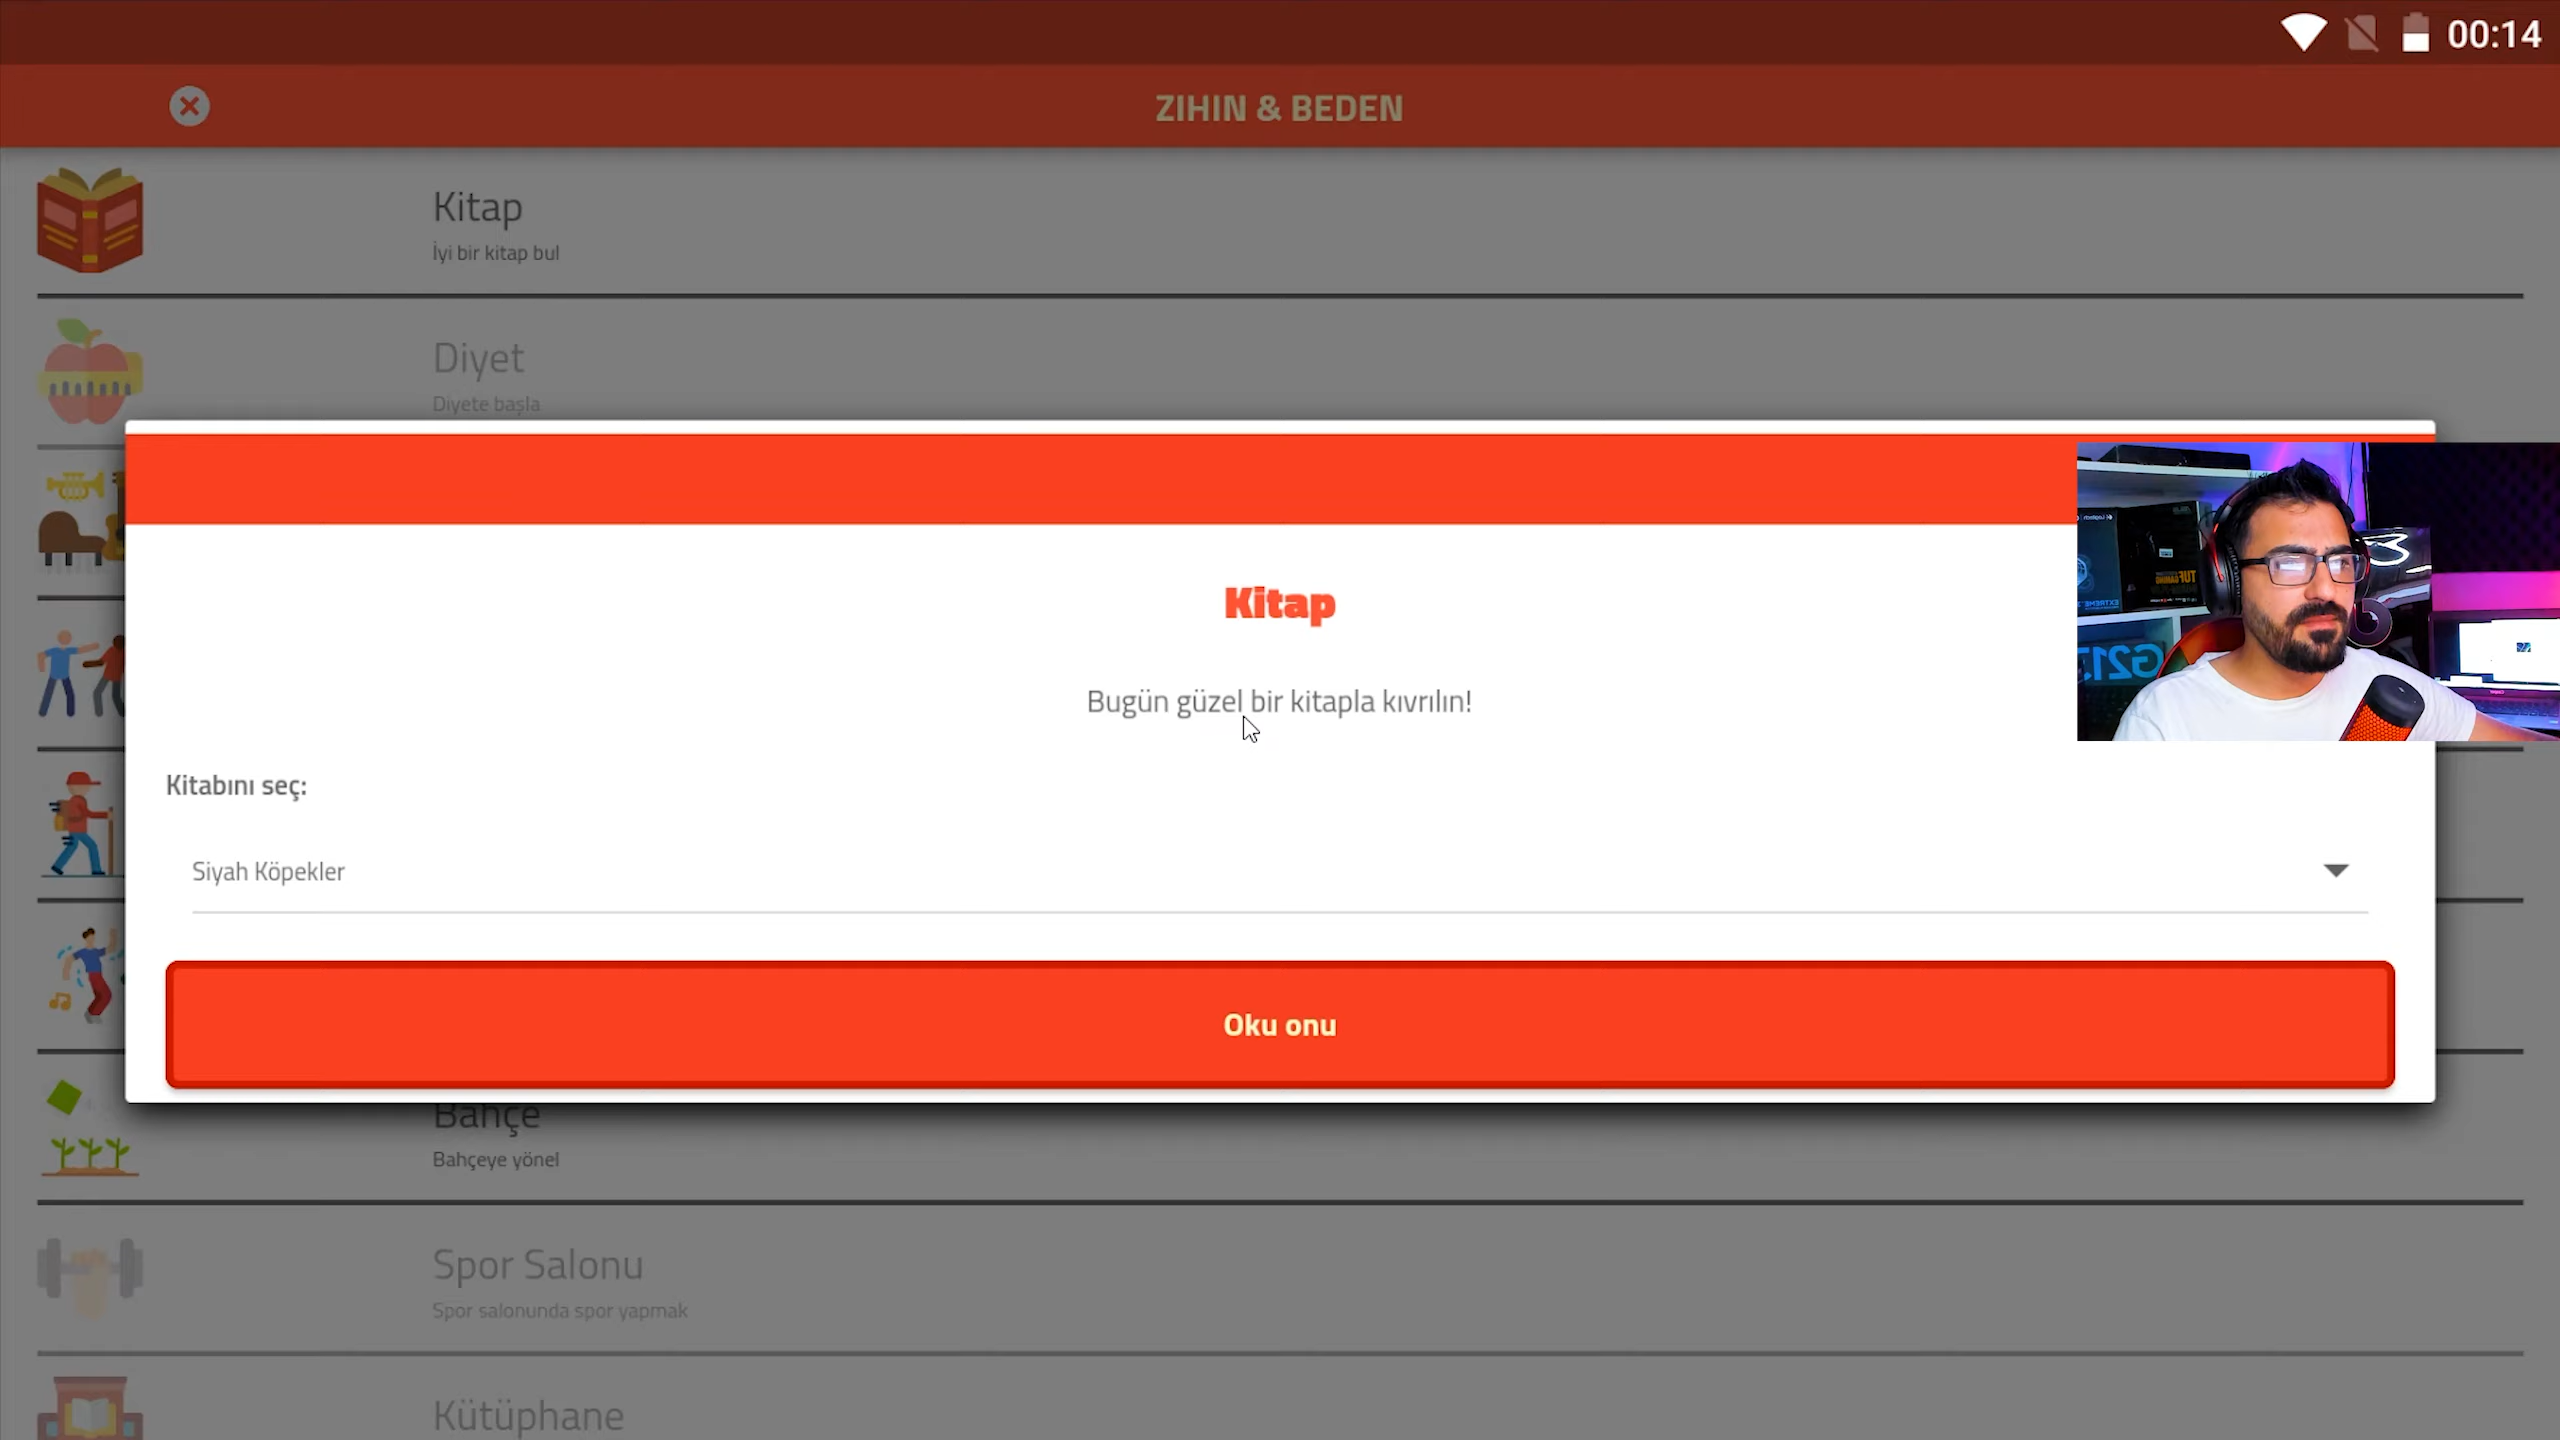 00:14
ZIHIN & BEDEN
Kitap
İyi bir kitap bul
Diyet
Diyete başla
Kitap
Bugün güzel bir kitapla kıvrılın!
Kitabını seç:
Siyah Köpekler
Oku onu
Bahçe
Bahçeye yönel
Spor Salonu
Spor salonunda spor yapmak
Kütüphane